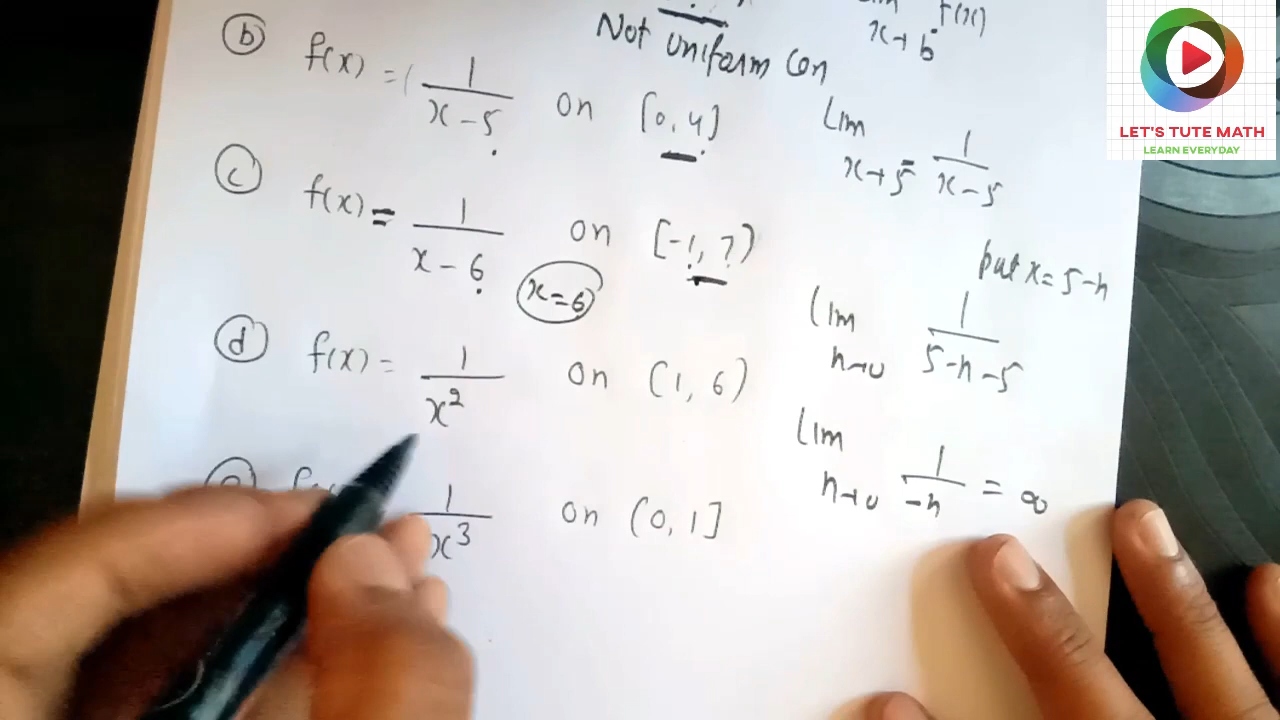 Lim f(x)
x→b⁻
Not uniform con
(b) f(x) = 1/(x-5) on [0, 4]
Lim x→5⁻ 1/(x-5)
(c) f(x) = 1/(x-6) on [-1, 7)
x=6
put x=5-h
Lim h→0 1/(5-h-5)
(d) f(x) = 1/x² on (1, 6)
Lim h→0 1/-h = ∞
1/x³ on (0, 1]
LET'S TUTE MATH
LEARN EVERYDAY